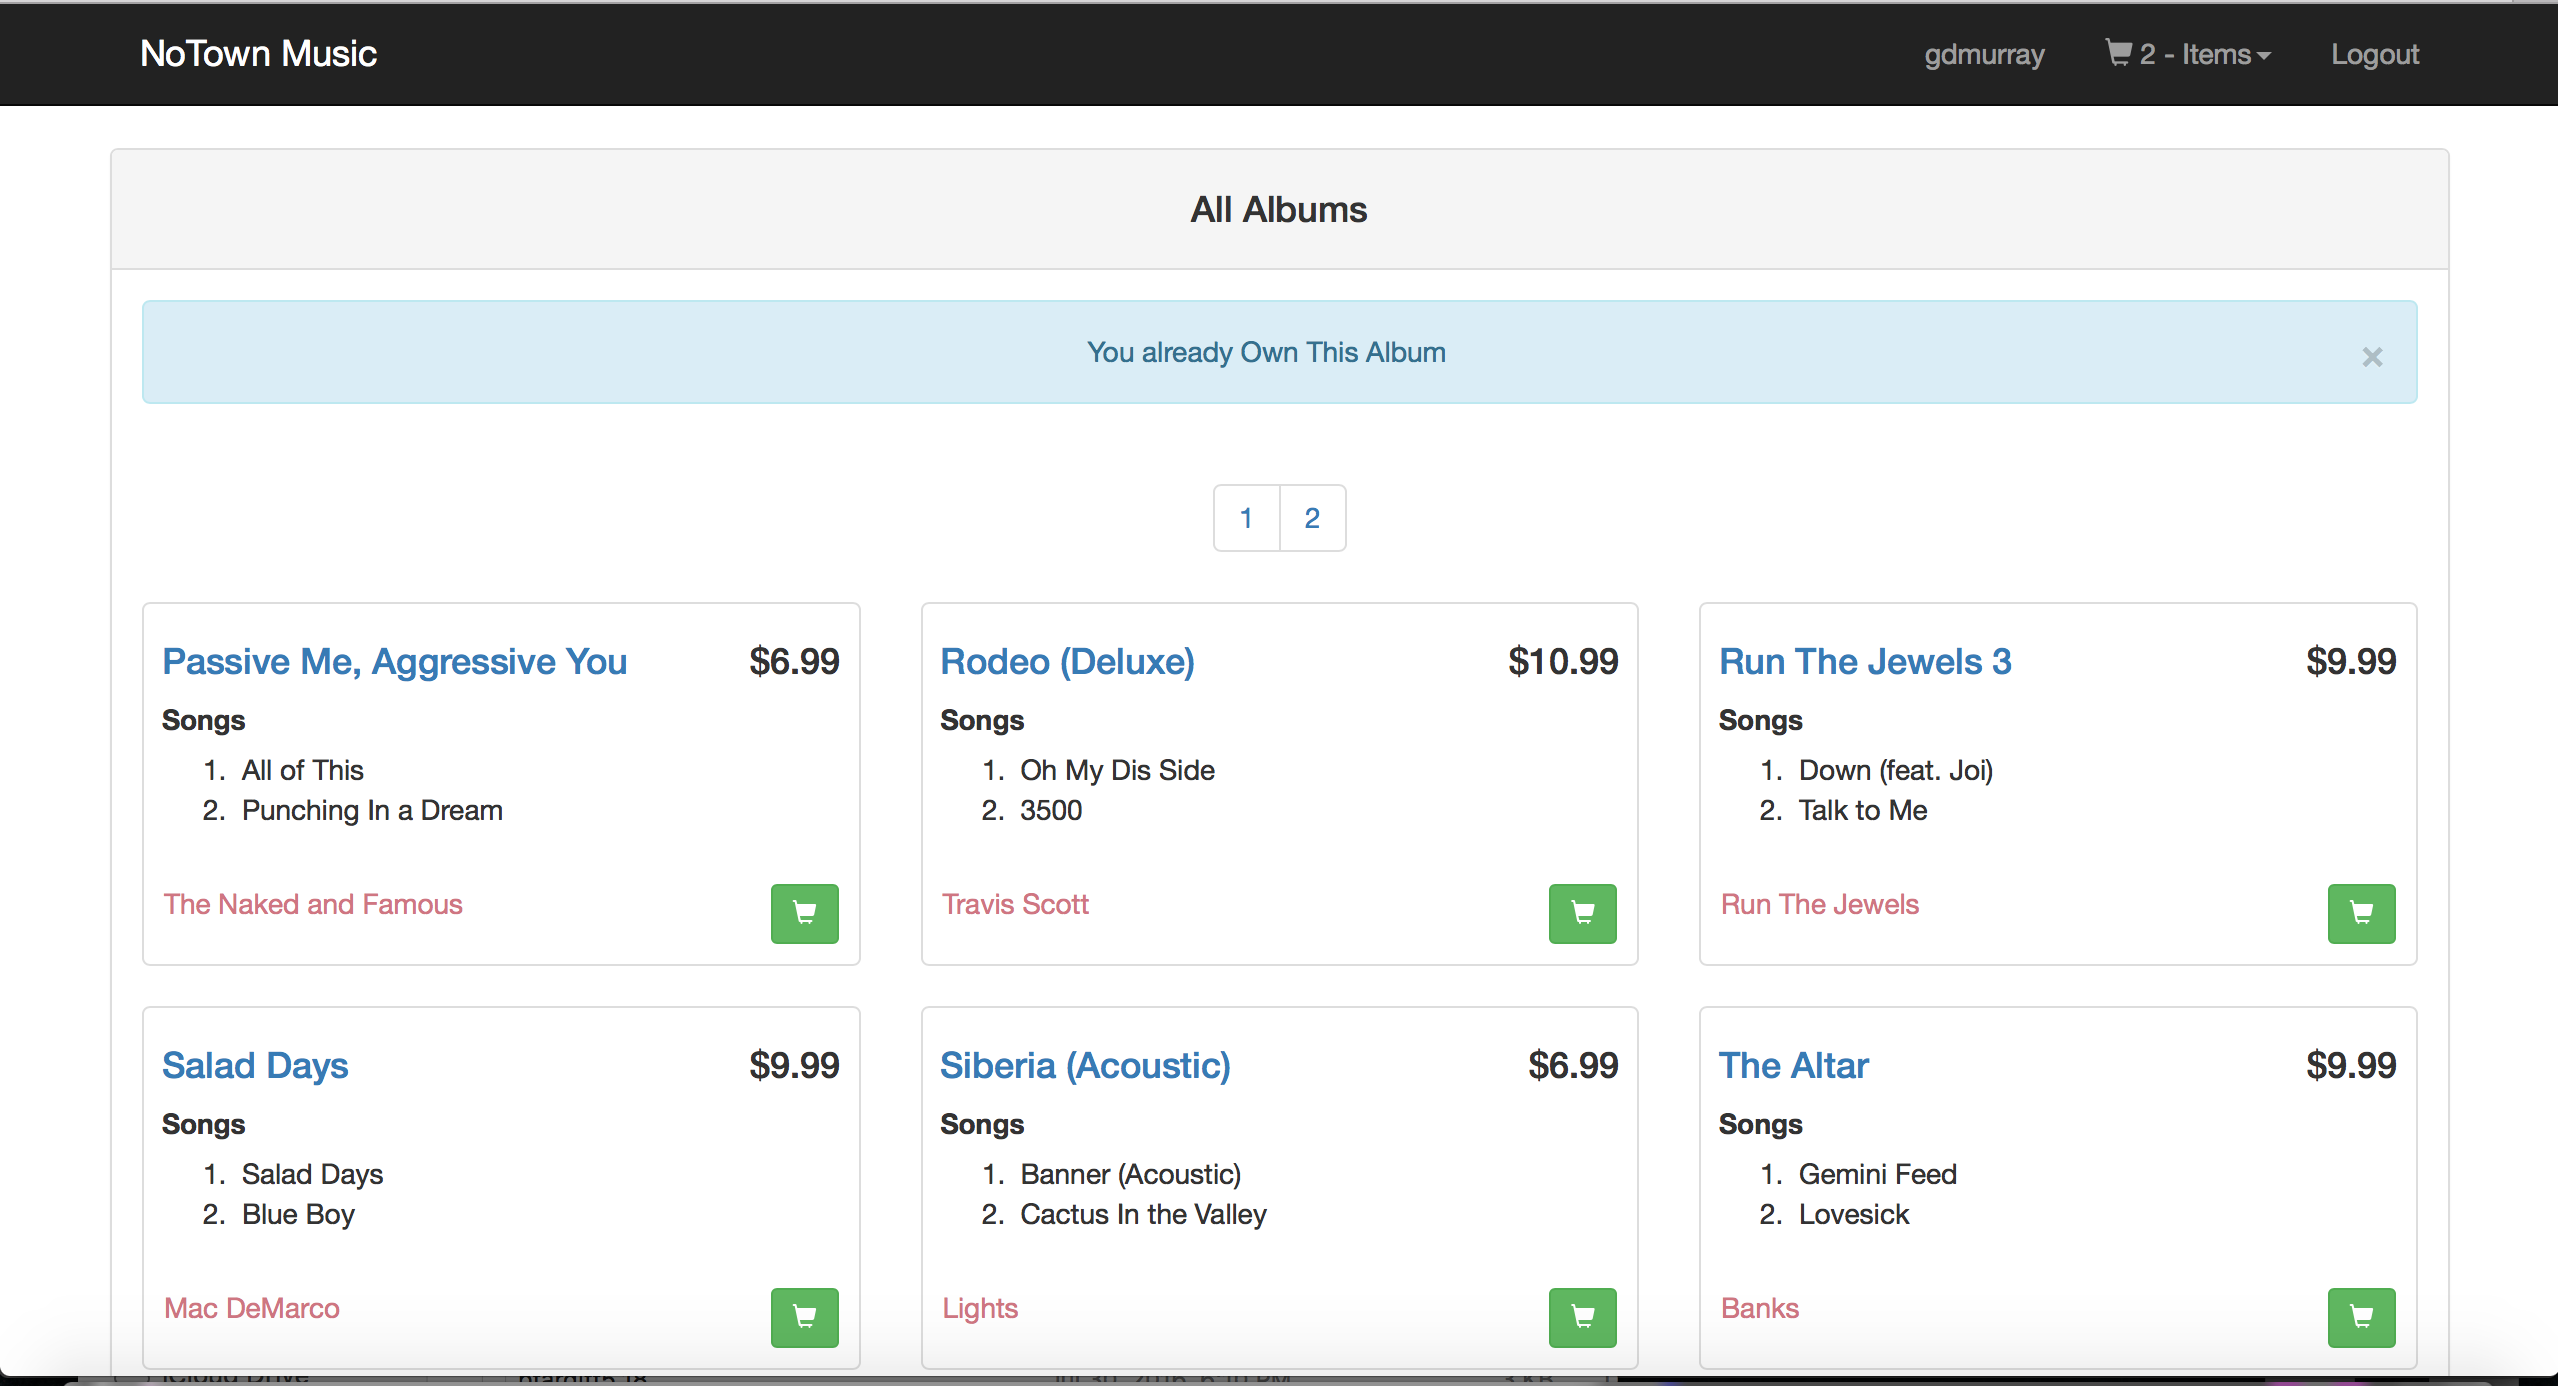 NoTown Music gdmurray 2 - Items Logout
All Albums
You already Own This Album ×
1 2
Passive Me, Aggressive You $6.99
Songs
1. All of This
2. Punching In a Dream
The Naked and Famous
Rodeo (Deluxe) $10.99
Songs
1. Oh My Dis Side
2. 3500
Travis Scott
Run The Jewels 3 $9.99
Songs
1. Down (feat. Joi)
2. Talk to Me
Run The Jewels
Salad Days $9.99
Songs
1. Salad Days
2. Blue Boy
Mac DeMarco
Siberia (Acoustic) $6.99
Songs
1. Banner (Acoustic)
2. Cactus In the Valley
Lights
The Altar $9.99
Songs
1. Gemini Feed
2. Lovesick
Banks